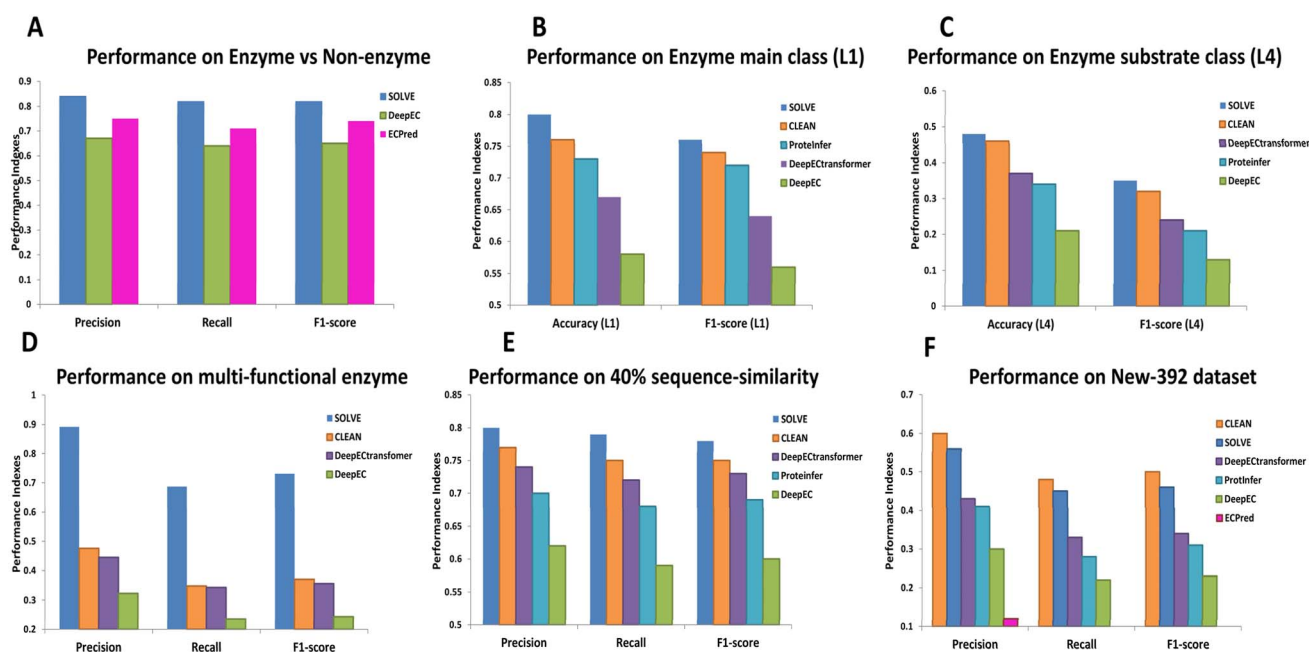 A
Performance on Enzyme vs Non-enzyme
Performance Indexes
0.9
0.8
0.7
0.6
0.5
0.4
0.3
0.2
0.1
0
SOLVE
DeepEC
ECPred
Precision
Recall
F1-score
B
Performance on Enzyme main class (L1)
Performance Indexes
0.85
0.8
0.75
0.7
0.65
0.6
0.55
0.5
SOLVE
CLEAN
ProteInfer
DeepECtransformer
DeepEC
Accuracy (L1)
F1-score (L1)
C
Performance on Enzyme substrate class (L4)
Performance Indexes
0.6
0.5
0.4
0.3
0.2
0.1
0
SOLVE
CLEAN
DeepECtransformer
Proteinfer
DeepEC
Accuracy (L4)
F1-score (L4)
D
Performance on multi-functional enzyme
Performance Indexes
1
0.9
0.8
0.7
0.6
0.5
0.4
0.3
0.2
SOLVE
CLEAN
DeepECtransfomer
DeepEC
Precision
Recall
F1-score
E
Performance on 40% sequence-similarity
Performance Indexes
0.85
0.8
0.75
0.7
0.65
0.6
0.55
0.5
SOLVE
CLEAN
DeepECtransformer
Proteinfer
DeepEC
Precision
Recall
F1-score
F
Performance on New-392 dataset
Performance Indexes
0.7
0.6
0.5
0.4
0.3
0.2
0.1
CLEAN
SOLVE
DeepECtransformer
ProtInfer
DeepEC
ECPred
Precision
Recall
F1-score